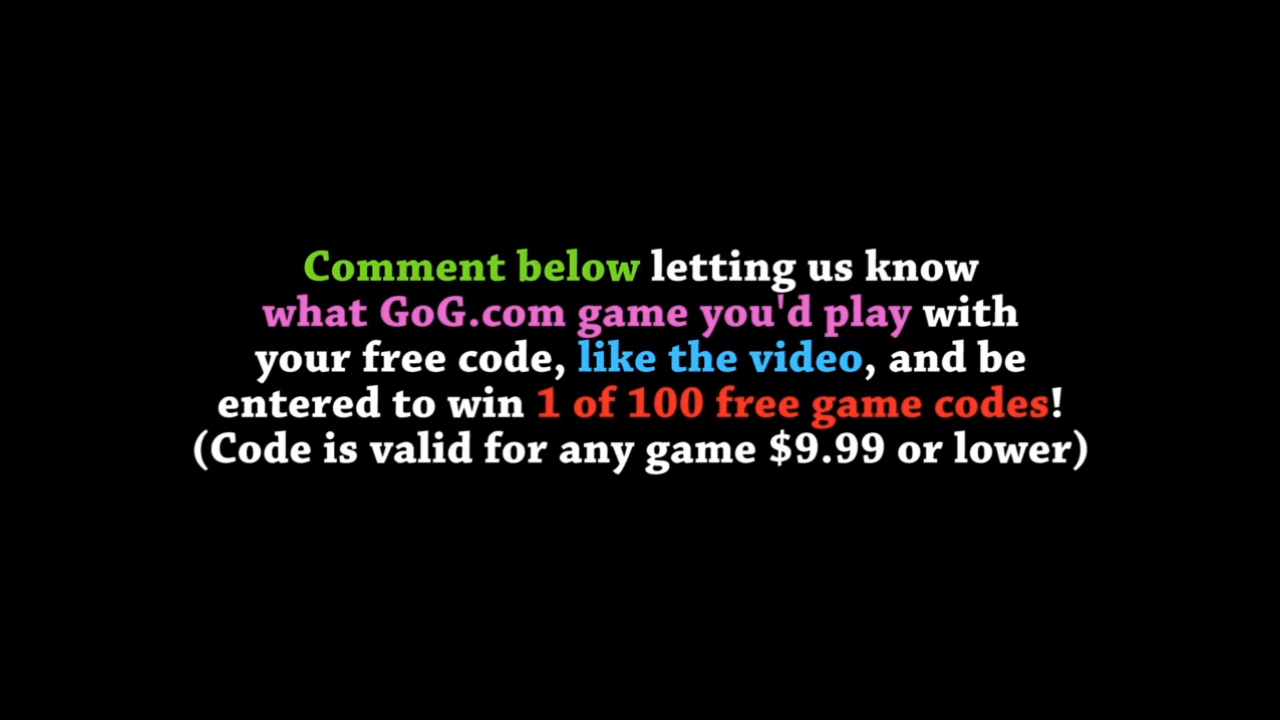 Comment below letting us know
what GoG.com game you'd play with
your free code, like the video, and be
entered to win 1 of 100 free game codes!
(Code is valid for any game $9.99 or lower)